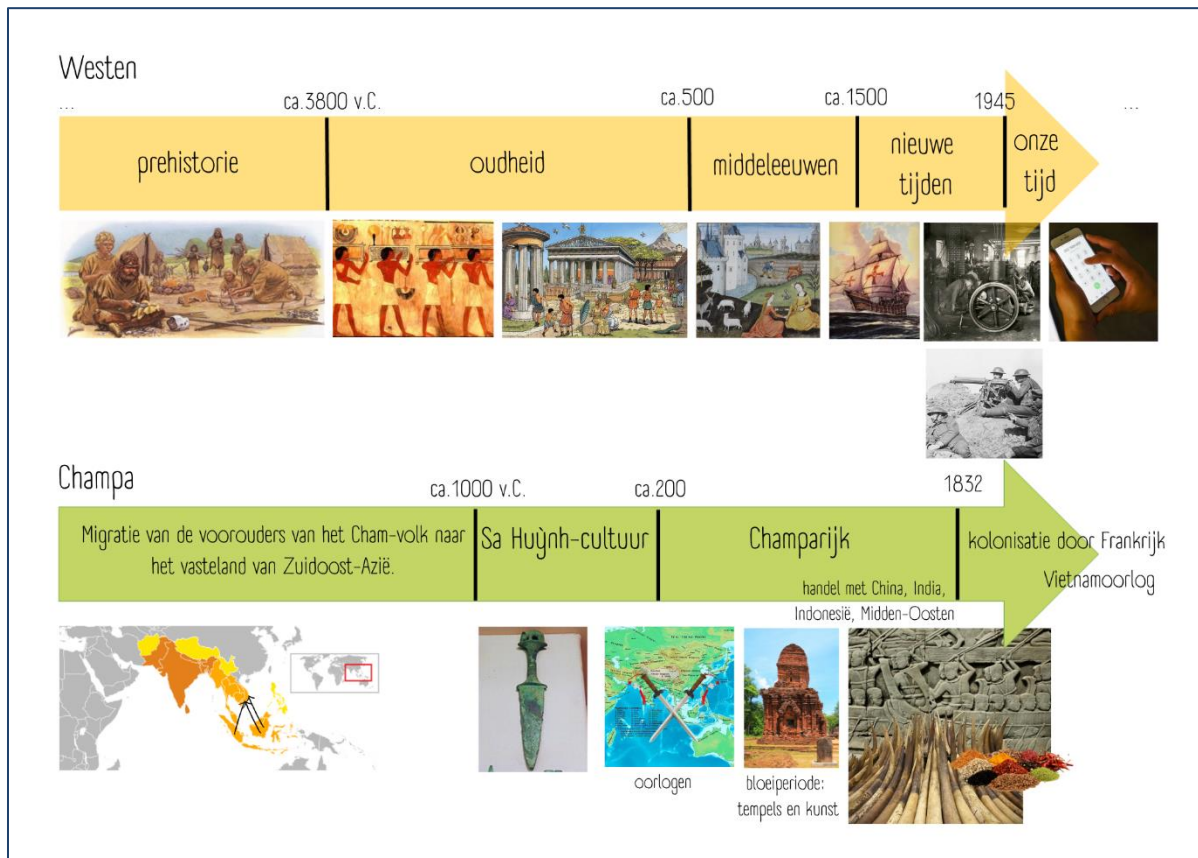 Westen
...
ca.3800 v.C.
ca.500
ca.1500
1945
...
prehistorie
oudheid
middeleeuwen
nieuwe
tijden
onze
tijd
Champa
ca.1000 v.C.
ca.200
1832
Migratie van de voorouders van het Cham-volk naar
het vasteland van Zuidoost-Azië.
Sa Huỳnh-cultuur
Champarijk
handel met China, India,
Indonesië, Midden-Oosten
kolonisatie door Frankrijk
Vietnamoorlog
oorlogen
bloeiperiode:
tempels en kunst